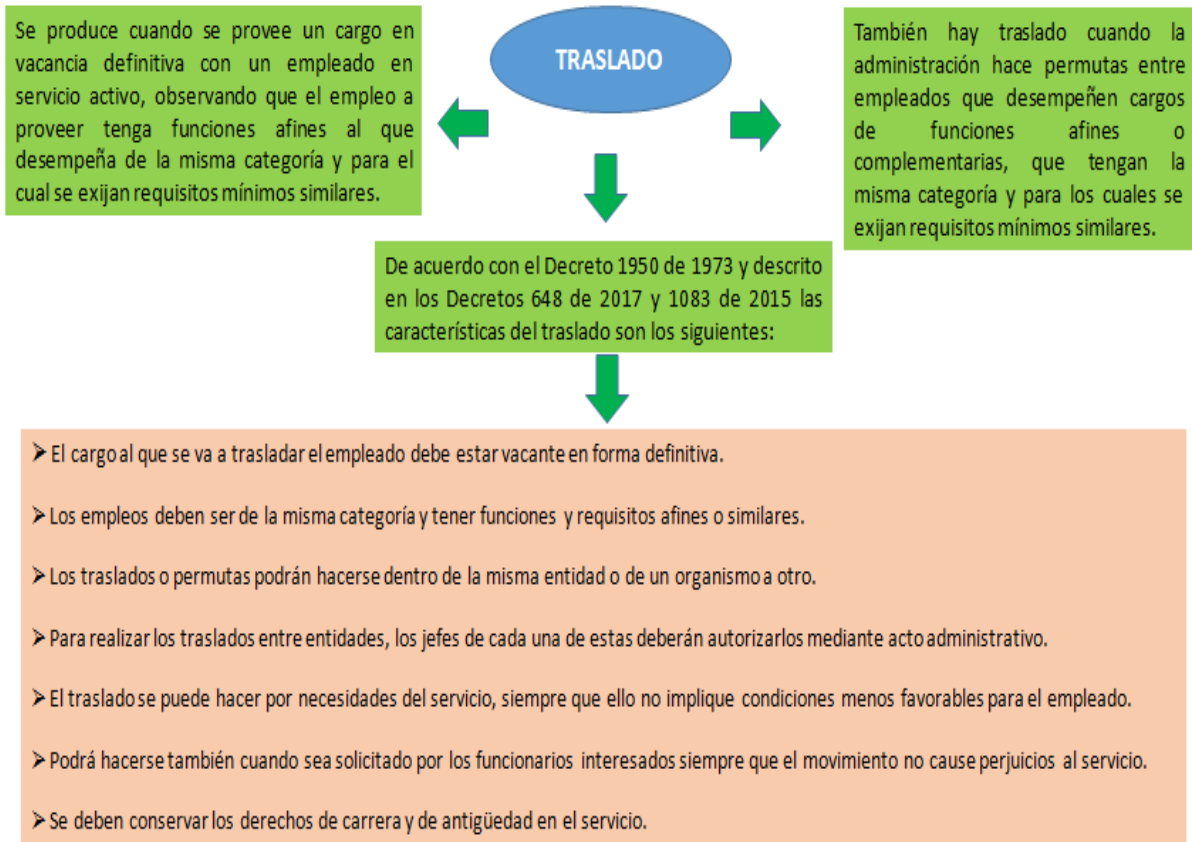 TRASLADO
Se produce cuando se provee un cargo en
vacancia definitiva con un empleado en
servicio activo, observando que el empleo a
proveer tenga funciones afines al que
desempeña de la misma categoría y para el
cual se exijan requisitos mínimos similares.
También hay traslado cuando la
administración hace permutas entre
empleados que desempeñen cargos
de funciones afines o
complementarias, que tengan la
misma categoría y para los cuales se
exijan requisitos mínimos similares.
De acuerdo con el Decreto 1950 de 1973 y descrito
en los Decretos 648 de 2017 y 1083 de 2015 las
características del traslado son los siguientes:
➢ El cargo al que se va a trasladar el empleado debe estar vacante en forma definitiva.
➢ Los empleos deben ser de la misma categoría y tener funciones y requisitos afines o similares.
➢ Los traslados o permutas podrán hacerse dentro de la misma entidad o de un organismo a otro.
➢ Para realizar los traslados entre entidades, los jefes de cada una de estas deberán autorizarlos mediante acto administrativo.
➢ El traslado se puede hacer por necesidades del servicio, siempre que ello no implique condiciones menos favorables para el empleado.
➢ Podrá hacerse también cuando sea solicitado por los funcionarios interesados siempre que el movimiento no cause perjuicios al servicio.
➢ Se deben conservar los derechos de carrera y de antigüedad en el servicio.